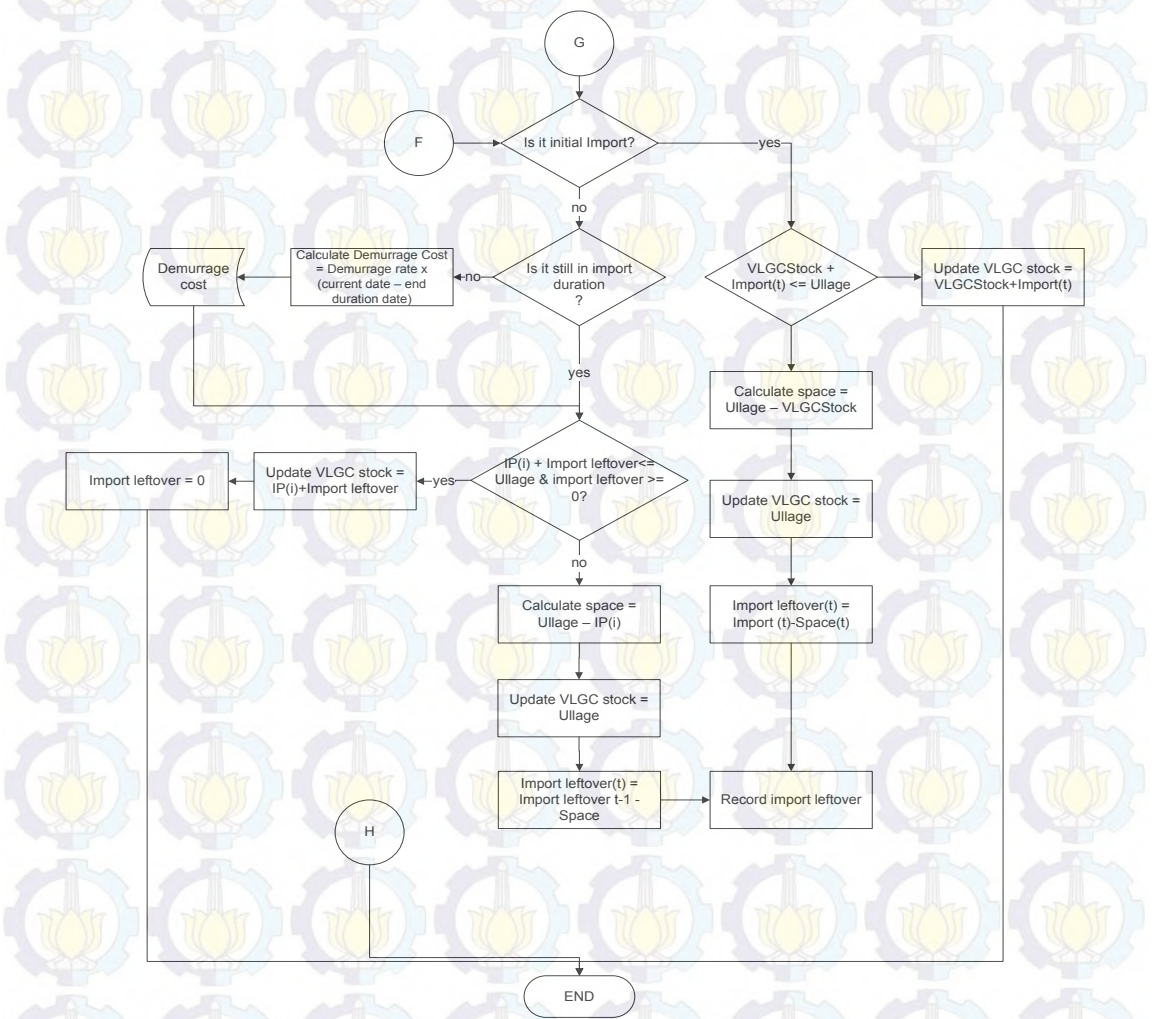 G
F
Is it initial Import?
yes
no
Is it still in import
duration
?
no
Calculate Demurrage Cost
= Demurrage rate x
(current date – end
duration date)
Demurrage
cost
VLGCStock +
Import(t) <= Ullage
Update VLGC stock =
VLGCStock+Import(t)
yes
Calculate space =
Ullage – VLGCStock
IP(i) + Import leftover<=
Ullage & import leftover >=
0?
yes
Update VLGC stock =
IP(i)+Import leftover
Import leftover = 0
Update VLGC stock =
Ullage
no
Calculate space =
Ullage – IP(i)
Import leftover(t) =
Import (t)-Space(t)
Update VLGC stock =
Ullage
Import leftover(t) =
Import leftover t-1 -
Space
Record import leftover
H
END